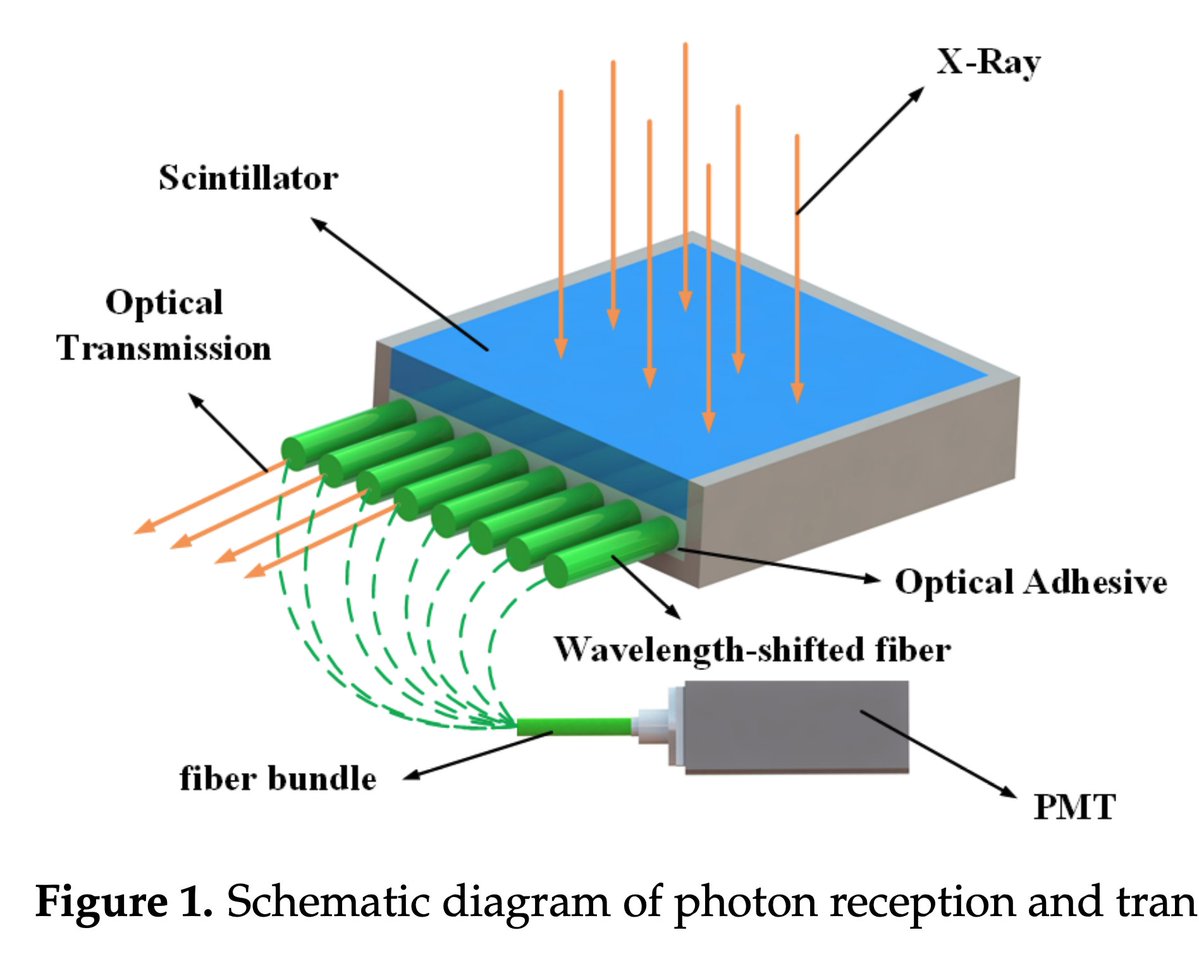 X-Ray
Scintillator
Optical
Transmission
Optical Adhesive
Wavelength-shifted fiber
fiber bundle
PMT
Figure 1. Schematic diagram of photon reception and tran